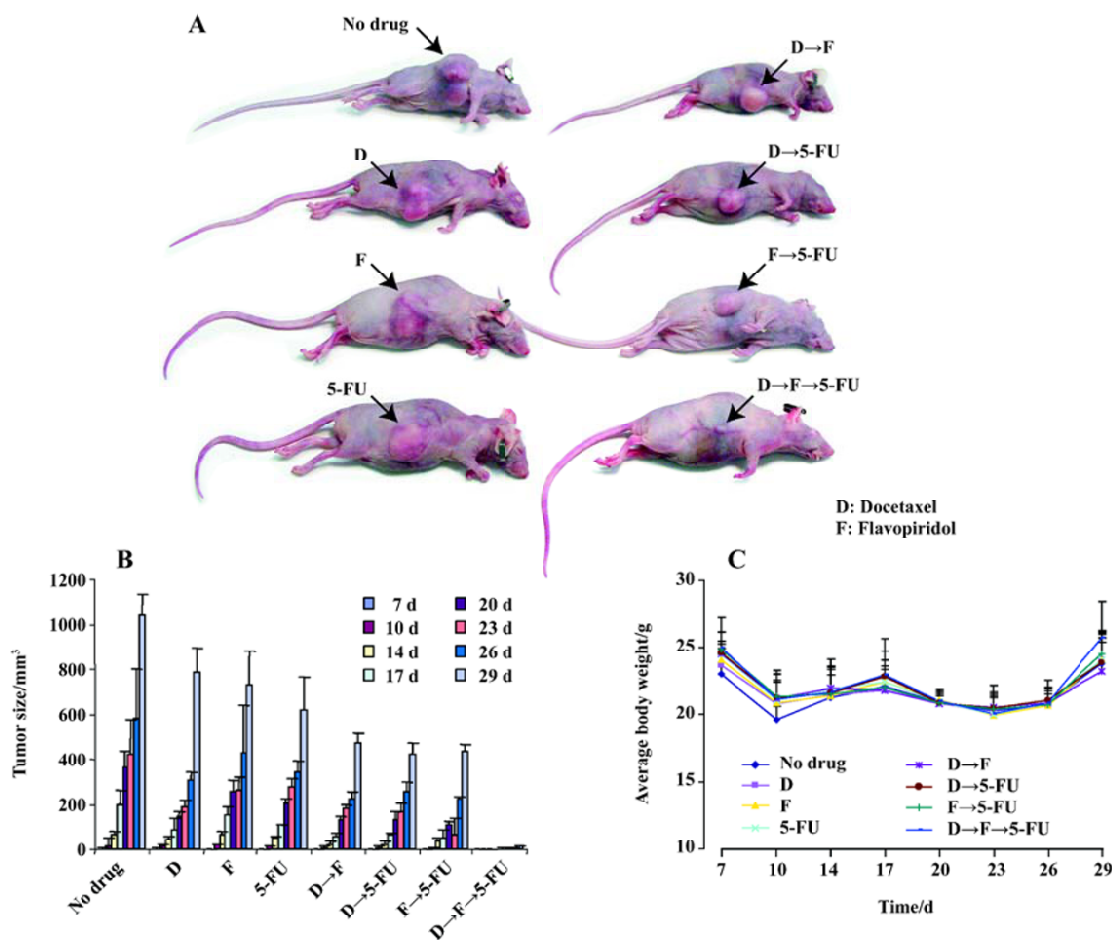 A
No drug
D→F
D
D→5-FU
F
F→5-FU
5-FU
D→F→5-FU
D: Docetaxel
F: Flavopiridol
B
Tumor size/mm³
1200
1000
800
600
400
200
0
7 d
10 d
14 d
17 d
20 d
23 d
26 d
29 d
No drug
D
F
5-FU
D→F
D→5-FU
F→5-FU
D→F→5-FU
C
Average body weight/g
30
25
20
15
10
No drug
D
F
5-FU
D→F
D→5-FU
F→5-FU
D→F→5-FU
7 10 14 17 20 23 26 29
Time/d